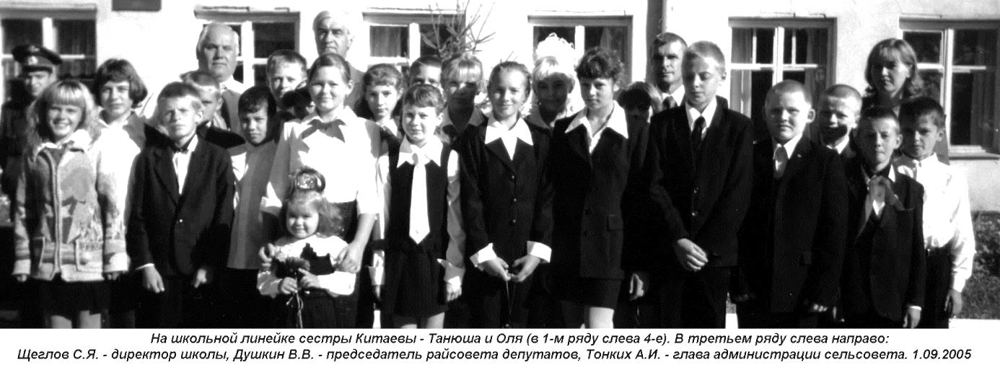 На школьной линейке сестры Китаевы - Танюша и Оля (в 1-м ряду слева 4-е). В третьем ряду слева направо:
Щеглов С.Я. - директор школы, Душкин В.В. - председатель райсовета депутатов, Тонких А.И. - глава администрации сельсовета. 1.09.2005